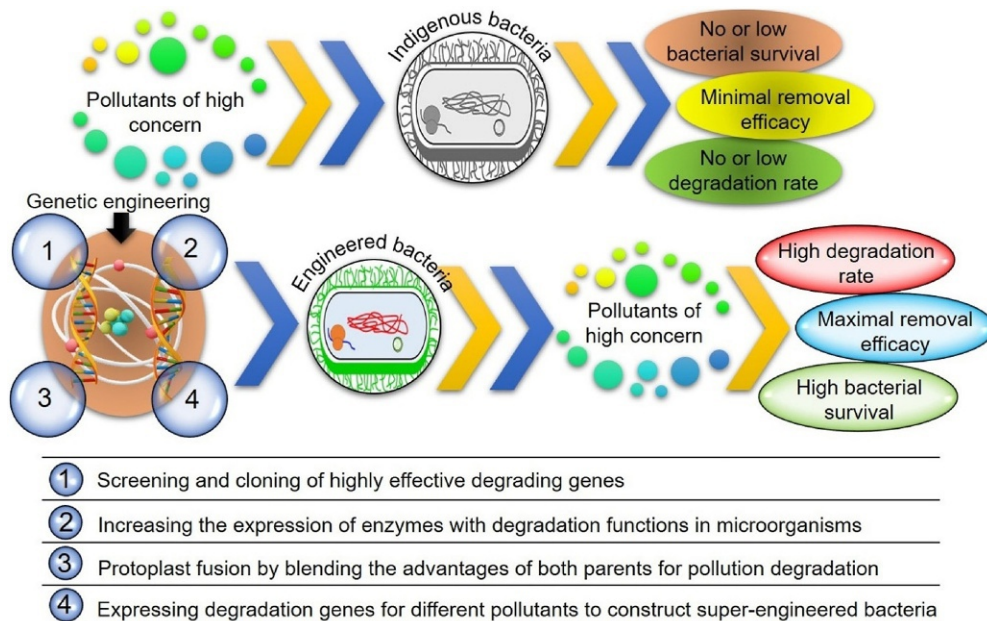 Pollutants of high
concern
Indigenous bacteria
No or low
bacterial survival
Minimal removal
efficacy
No or low
degradation rate
Genetic engineering
1
2
3
4
Engineered bacteria
Pollutants of
high concern
High degradation
rate
Maximal removal
efficacy
High bacterial
survival
1 Screening and cloning of highly effective degrading genes
2 Increasing the expression of enzymes with degradation functions in microorganisms
3 Protoplast fusion by blending the advantages of both parents for pollution degradation
4 Expressing degradation genes for different pollutants to construct super-engineered bacteria